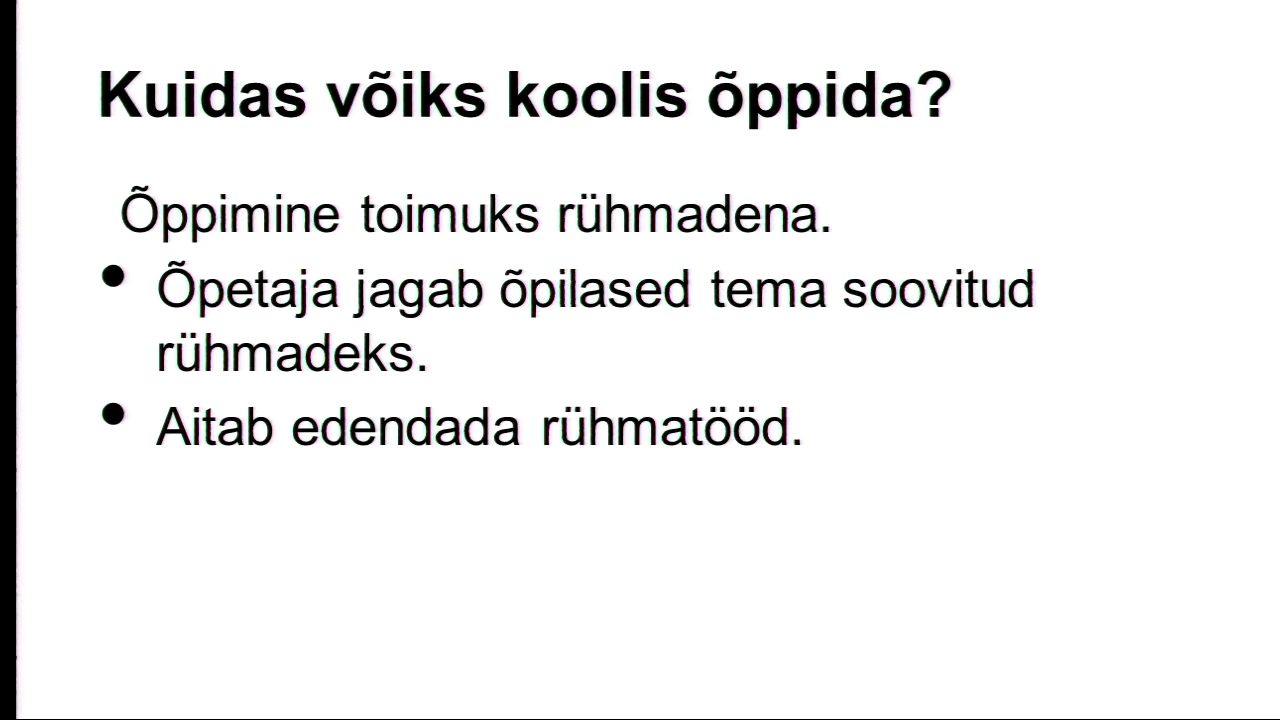 Kuidas võiks koolis õppida?
Õppimine toimuks rühmadena.
• Õpetaja jagab õpilased tema soovitud
rühmadeks.
• Aitab edendada rühmatööd.